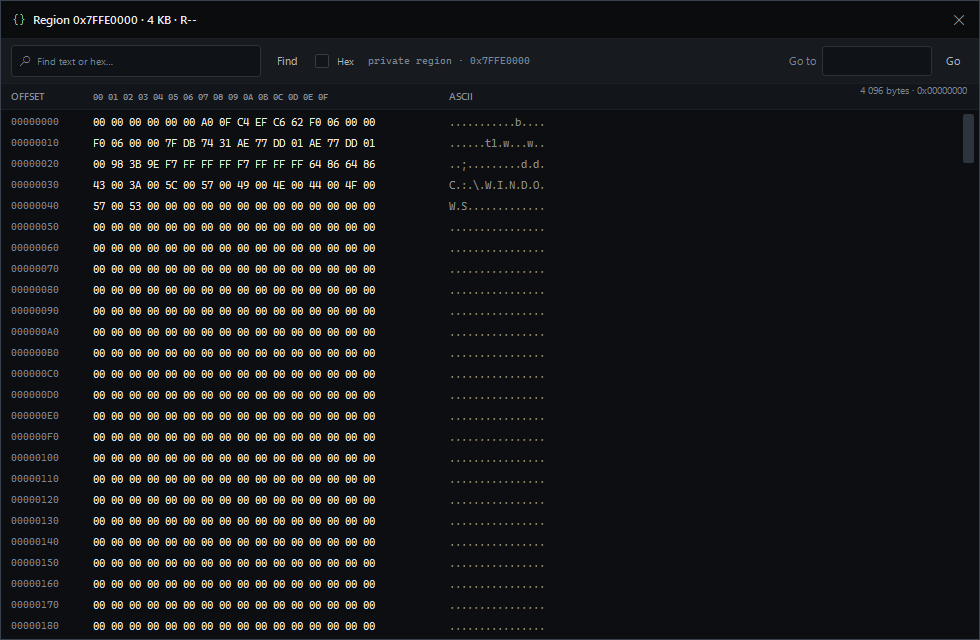 {} Region 0x7FFE0000 · 4 KB · R--
Find text or hex... Find Hex private region · 0x7FFE0000 Go to Go
4 096 bytes · 0x00000000
OFFSET 00 01 02 03 04 05 06 07 08 09 0A 0B 0C 0D 0E 0F ASCII
00000000 00 00 00 00 00 00 A0 0F C4 EF C6 62 F0 06 00 00 ...........b....
00000010 F0 06 00 00 7F DB 74 31 AE 77 DD 01 AE 77 DD 01 ......t1.w...w..
00000020 00 98 3B 9E F7 FF FF FF F7 FF FF FF 64 86 64 86 ..;.........d.d.
00000030 43 00 3A 00 5C 00 57 00 49 00 4E 00 44 00 4F 00 C.:.\.W.I.N.D.O.
00000040 57 00 53 00 00 00 00 00 00 00 00 00 00 00 00 00 W.S.............
00000050 00 00 00 00 00 00 00 00 00 00 00 00 00 00 00 00 ................
00000060 00 00 00 00 00 00 00 00 00 00 00 00 00 00 00 00 ................
00000070 00 00 00 00 00 00 00 00 00 00 00 00 00 00 00 00 ................
00000080 00 00 00 00 00 00 00 00 00 00 00 00 00 00 00 00 ................
00000090 00 00 00 00 00 00 00 00 00 00 00 00 00 00 00 00 ................
000000A0 00 00 00 00 00 00 00 00 00 00 00 00 00 00 00 00 ................
000000B0 00 00 00 00 00 00 00 00 00 00 00 00 00 00 00 00 ................
000000C0 00 00 00 00 00 00 00 00 00 00 00 00 00 00 00 00 ................
000000D0 00 00 00 00 00 00 00 00 00 00 00 00 00 00 00 00 ................
000000E0 00 00 00 00 00 00 00 00 00 00 00 00 00 00 00 00 ................
000000F0 00 00 00 00 00 00 00 00 00 00 00 00 00 00 00 00 ................
00000100 00 00 00 00 00 00 00 00 00 00 00 00 00 00 00 00 ................
00000110 00 00 00 00 00 00 00 00 00 00 00 00 00 00 00 00 ................
00000120 00 00 00 00 00 00 00 00 00 00 00 00 00 00 00 00 ................
00000130 00 00 00 00 00 00 00 00 00 00 00 00 00 00 00 00 ................
00000140 00 00 00 00 00 00 00 00 00 00 00 00 00 00 00 00 ................
00000150 00 00 00 00 00 00 00 00 00 00 00 00 00 00 00 00 ................
00000160 00 00 00 00 00 00 00 00 00 00 00 00 00 00 00 00 ................
00000170 00 00 00 00 00 00 00 00 00 00 00 00 00 00 00 00 ................
00000180 00 00 00 00 00 00 00 00 00 00 00 00 00 00 00 00 ................